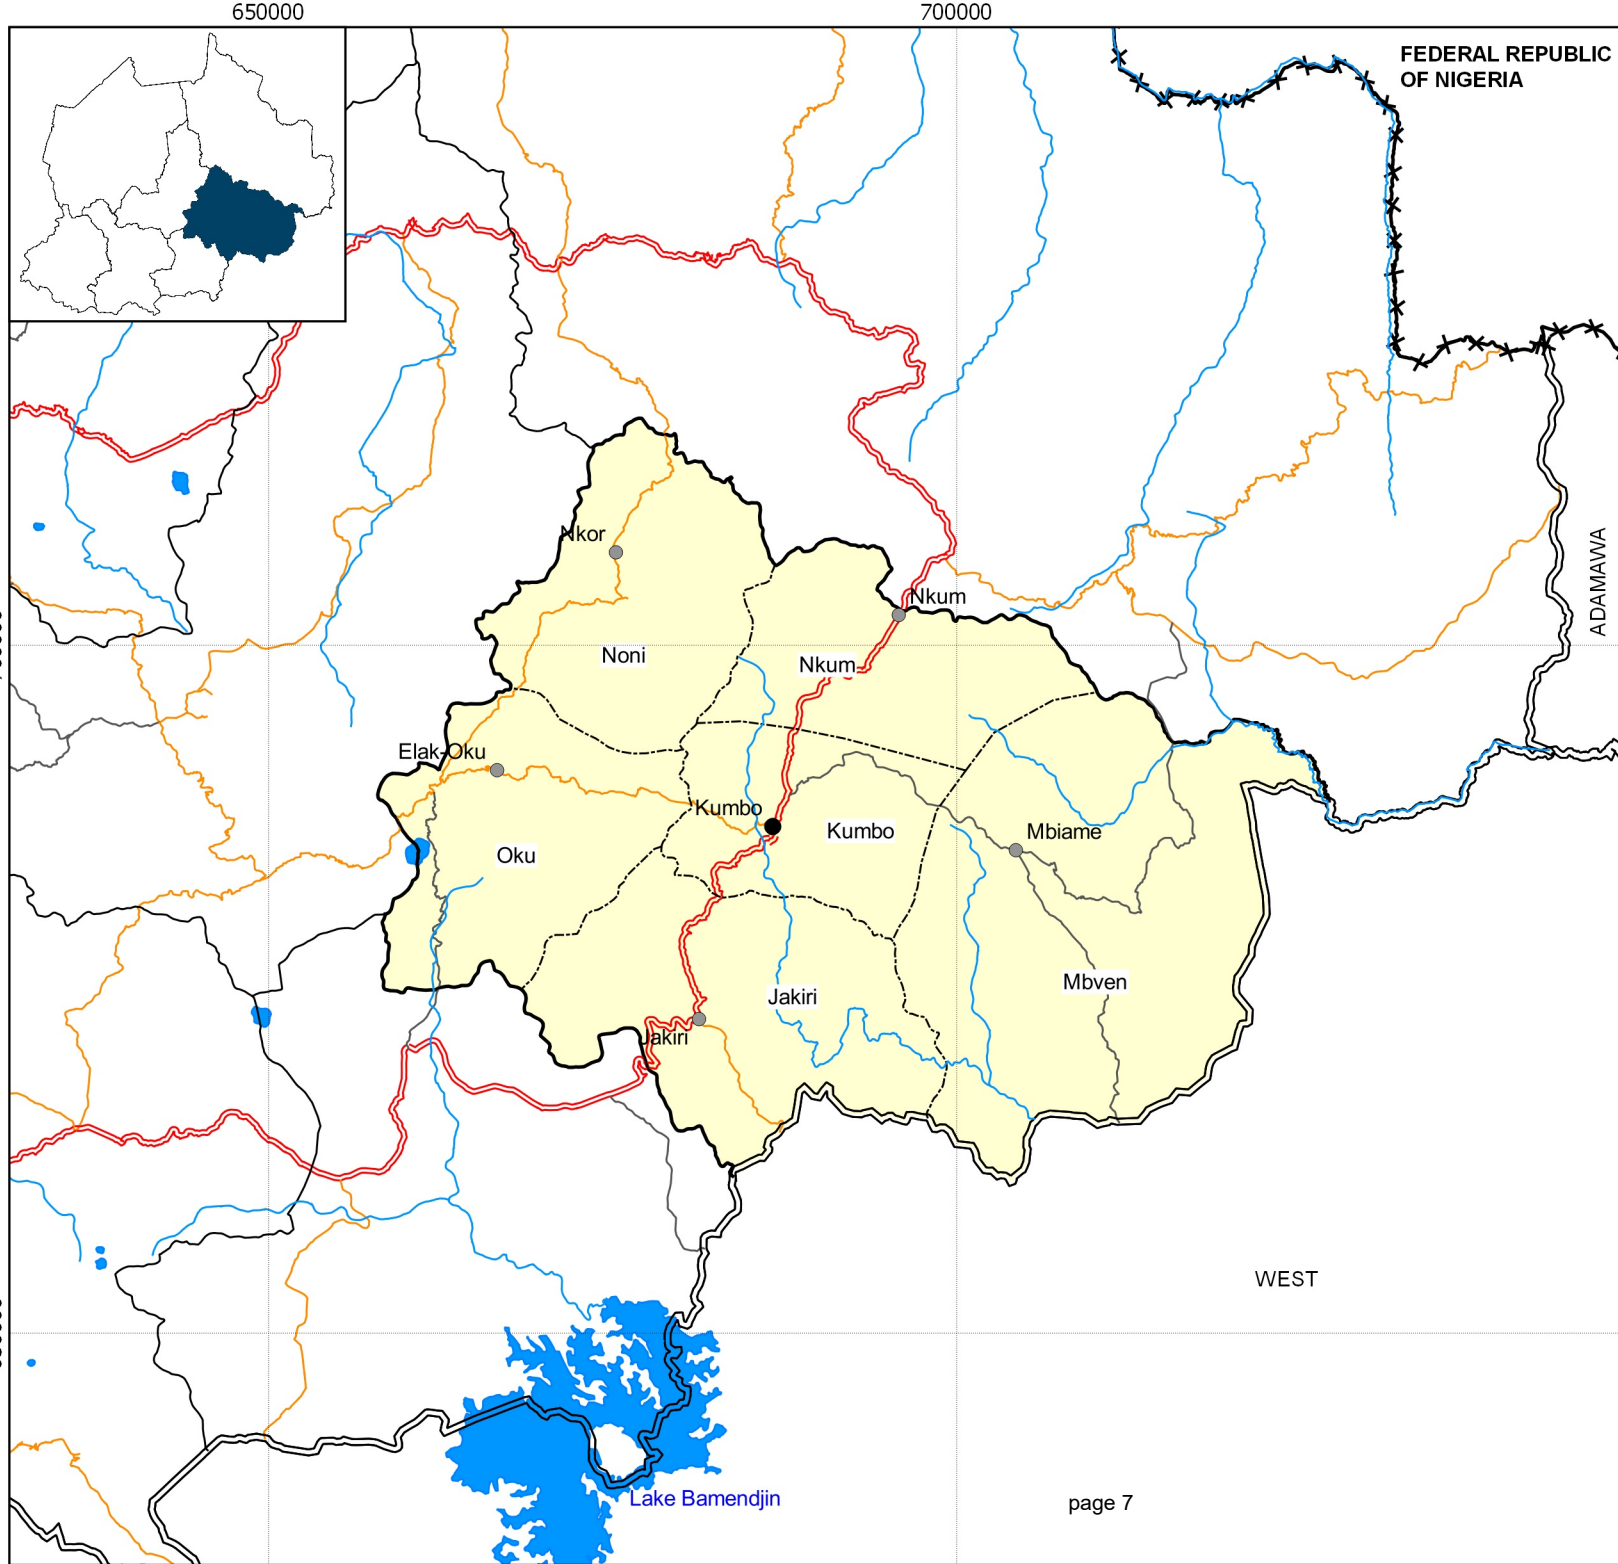 650000
700000
FEDERAL REPUBLIC
OF NIGERIA
ADAMAWA
Nkor
Nkum
Noni
Nkum
Elak-Oku
Kumbo
Kumbo
Mbiame
Oku
Mbven
Jakiri
Jakiri
WEST
Lake Bamendjin
page 7